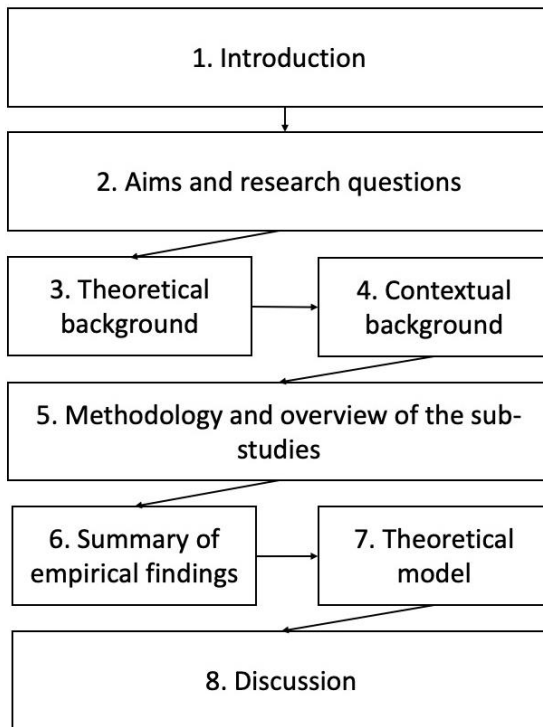 1. Introduction
2. Aims and research questions
3. Theoretical
background
4. Contextual
background
5. Methodology and overview of the sub-
studies
6. Summary of
empirical findings
7. Theoretical
model
8. Discussion